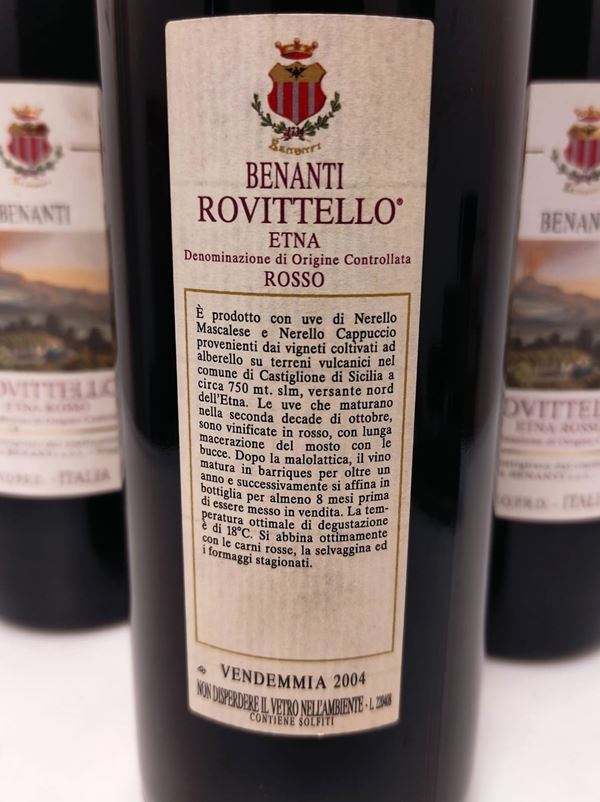 Benanti
BENANTI
ROVITTELLO®
ETNA
Denominazione di Origine Controllata
ROSSO
È prodotto con uve di Nerello
Mascalese e Nerello Cappuccio
provenienti dai vigneti coltivati ad
alberello su terreni vulcanici nel
comune di Castiglione di Sicilia a
circa 750 mt. slm, versante nord
dell'Etna. Le uve che maturano
nella seconda decade di ottobre,
sono vinificate in rosso, con lunga
macerazione del mosto con le
bucce. Dopo la malolattica, il vino
matura in barriques per oltre un
anno e successivamente si affina in
bottiglia per almeno 8 mesi prima
di essere messo in vendita. La tem-
peratura ottimale di degustazione
è di 18°C. Si abbina ottimamente
con le carni rosse, la selvaggina ed
i formaggi stagionati.
VENDEMMIA 2004
NON DISPERDERE IL VETRO NELL'AMBIENTE - L. 220408
CONTIENE SOLFITI
BENANTI
OVITTELLO
ETNA ROSSO
ITALIA
BENAN
ROVITTEL
ETNA ROSS
ITALI